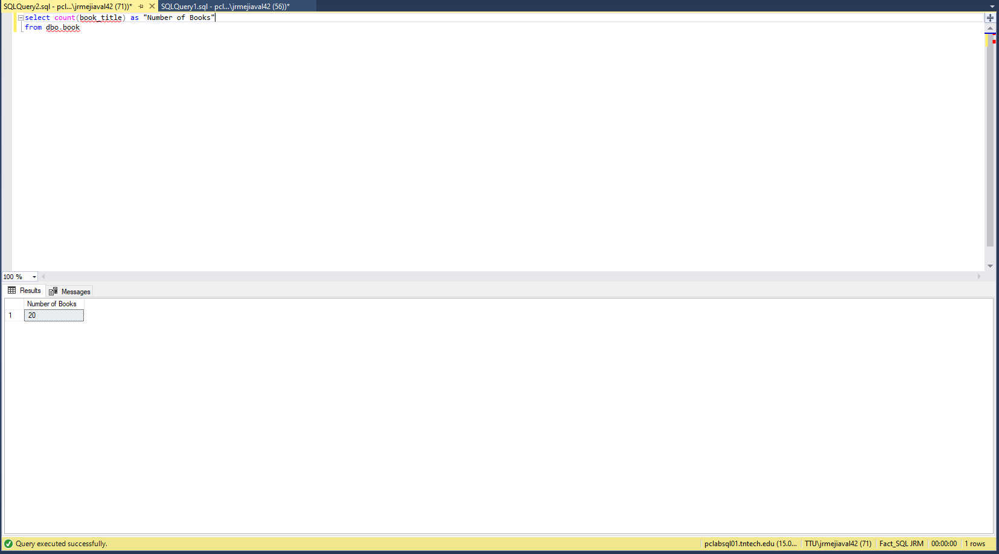 SQLQuery2.sql - pcl...\jrmejiaval42 (71))* SQLQuery1.sql - pcl...\jrmejiaval42 (56))*
select count(book_title) as "Number of Books"
from dbo.book
100 %
Results Messages
Number of Books
1 20
Query executed successfully. pclabsql01.tntech.edu (15.0... TTU\jrmejiaval42 (71) Fact_SQL JRM 00:00:00 1 rows